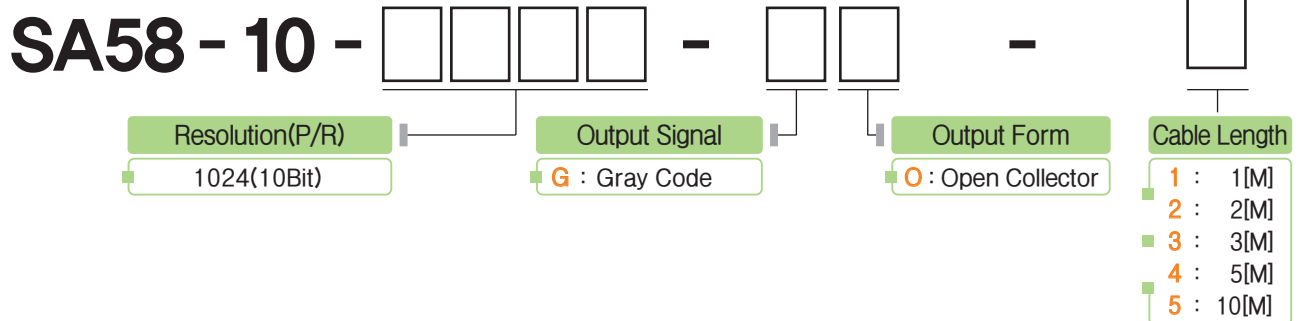 SA58 - 10 - □□□□ - □□ - □
Resolution(P/R)
1024(10Bit)
Output Signal
G : Gray Code
Output Form
O : Open Collector
Cable Length
1 : 1[M]
2 : 2[M]
3 : 3[M]
4 : 5[M]
5 : 10[M]